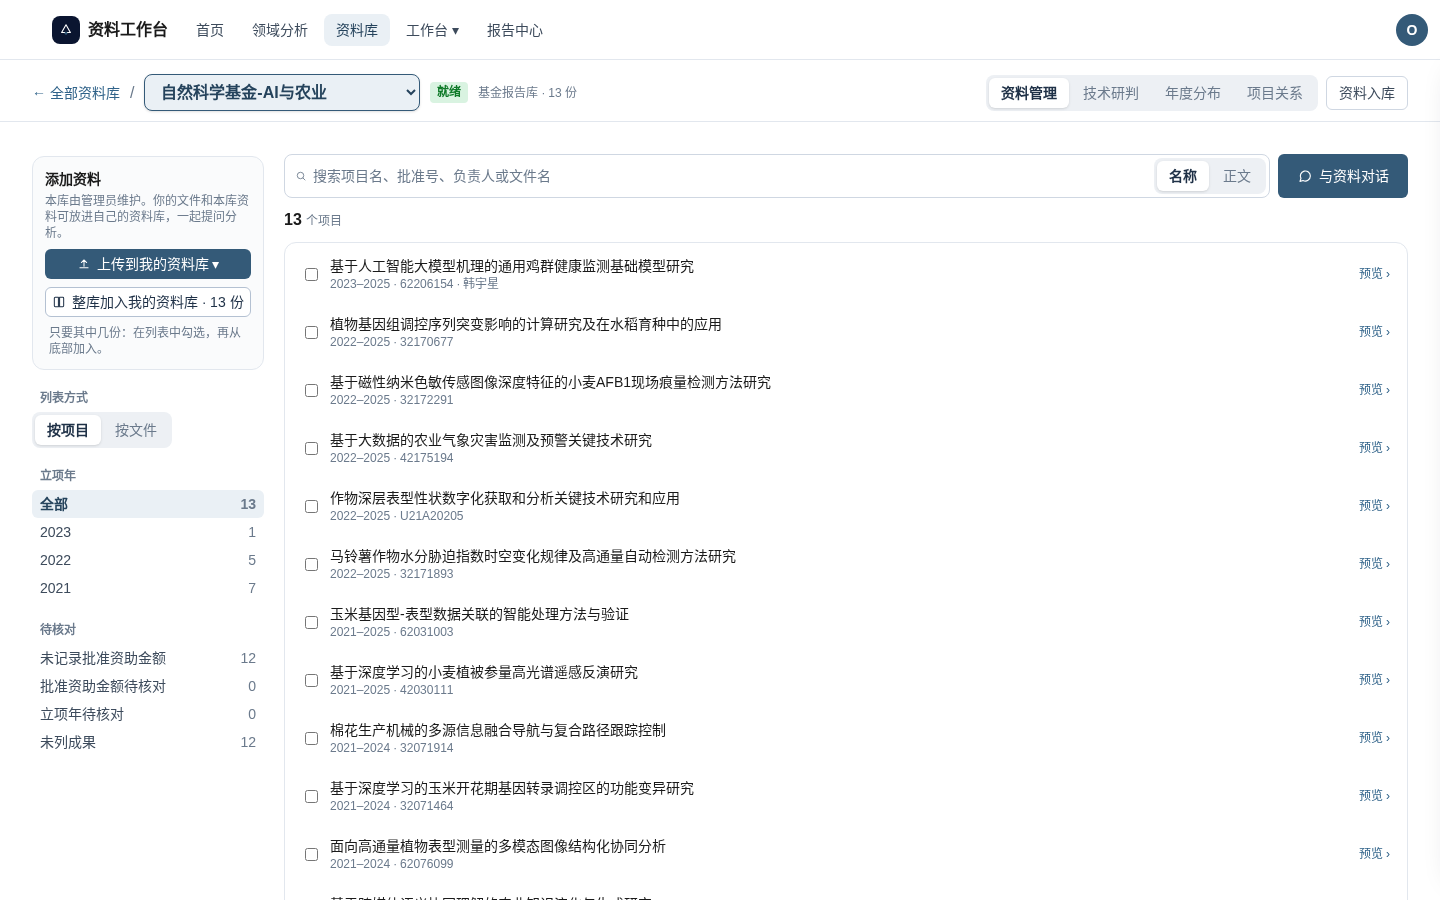 资料工作台
首页
领域分析
资料库
工作台 ▾
报告中心
O
← 全部资料库
/
自然科学基金-AI与农业
就绪
基金报告库 · 13 份
资料管理
技术研判
年度分布
项目关系
资料入库
添加资料
本库由管理员维护。你的文件和本库资
料可放进自己的资料库，一起提问分
析。
上传到我的资料库 ▾
整库加入我的资料库 · 13 份
只要其中几份：在列表中勾选，再从
底部加入。
列表方式
按项目
按文件
立项年
全部 13
2023 1
2022 5
2021 7
待核对
未记录批准资助金额 12
批准资助金额待核对 0
立项年待核对 0
未列成果 12
搜索项目名、批准号、负责人或文件名
名称
正文
与资料对话
13 个项目
基于人工智能大模型机理的通用鸡群健康监测基础模型研究
2023–2025 · 62206154 · 韩宇星
预览 ›
植物基因组调控序列突变影响的计算研究及在水稻育种中的应用
2022–2025 · 32170677
预览 ›
基于磁性纳米色敏传感图像深度特征的小麦AFB1现场痕量检测方法研究
2022–2025 · 32172291
预览 ›
基于大数据的农业气象灾害监测及预警关键技术研究
2022–2025 · 42175194
预览 ›
作物深层表型性状数字化获取和分析关键技术研究和应用
2022–2025 · U21A20205
预览 ›
马铃薯作物水分胁迫指数时空变化规律及高通量自动检测方法研究
2022–2025 · 32171893
预览 ›
玉米基因型-表型数据关联的智能处理方法与验证
2021–2025 · 62031003
预览 ›
基于深度学习的小麦植被参量高光谱遥感反演研究
2021–2025 · 42030111
预览 ›
棉花生产机械的多源信息融合导航与复合路径跟踪控制
2021–2024 · 32071914
预览 ›
基于深度学习的玉米开花期基因转录调控区的功能变异研究
2021–2024 · 32071464
预览 ›
面向高通量植物表型测量的多模态图像结构化协同分析
2021–2024 · 62076099
预览 ›